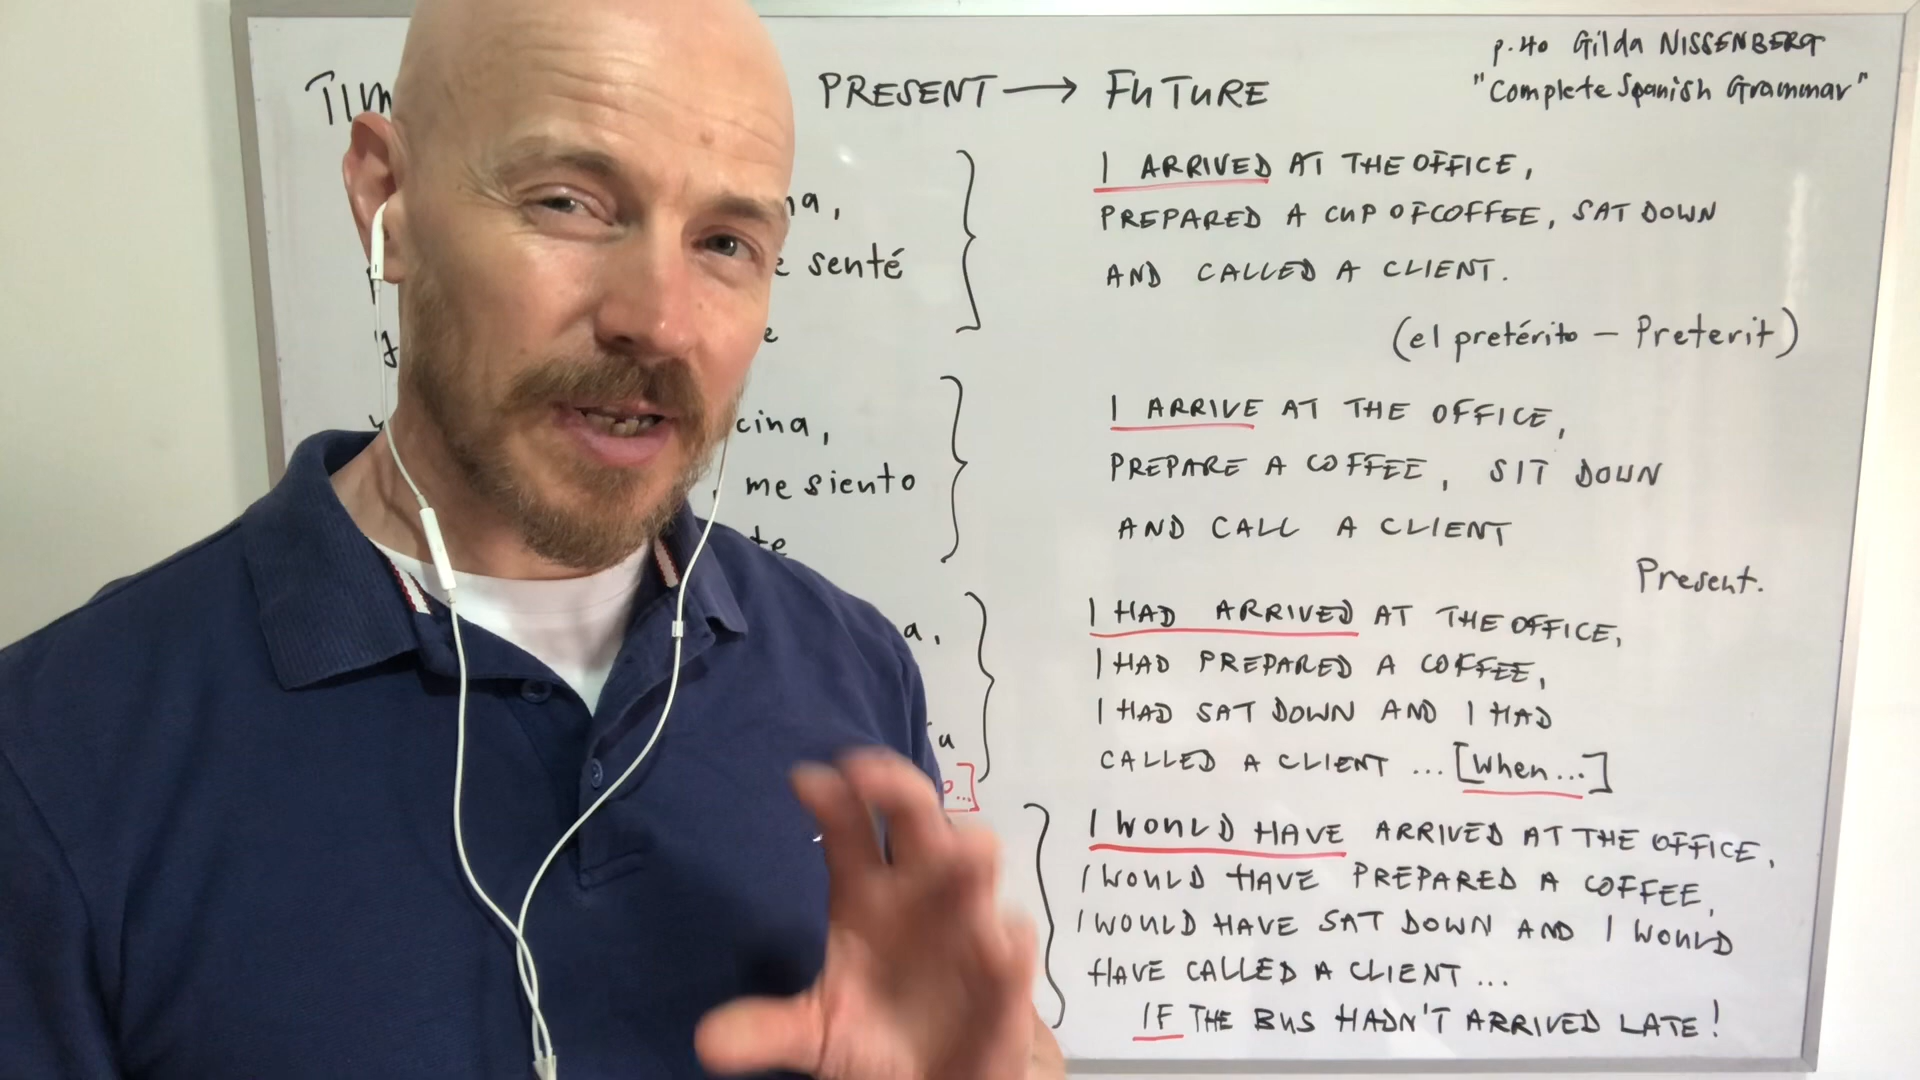 p.40 Gilda NISSENBERG
"Complete Spanish Grammar"
PRESENT → FUTURE
senté
me siento
I ARRIVED AT THE OFFICE,
PREPARED A CUP OF COFFEE, SAT DOWN
AND CALLED A CLIENT.
(el pretérito – Preterit)
I ARRIVE AT THE OFFICE,
PREPARE A COFFEE, SIT DOWN
AND CALL A CLIENT
Present.
I HAD ARRIVED AT THE OFFICE,
I HAD PREPARED A COFFEE,
I HAD SAT DOWN AND I HAD
CALLED A CLIENT ... [when...]
I WOULD HAVE ARRIVED AT THE OFFICE,
I WOULD HAVE PREPARED A COFFEE,
I WOULD HAVE SAT DOWN AND I WOULD
HAVE CALLED A CLIENT ...
IF THE BUS HADN'T ARRIVED LATE!